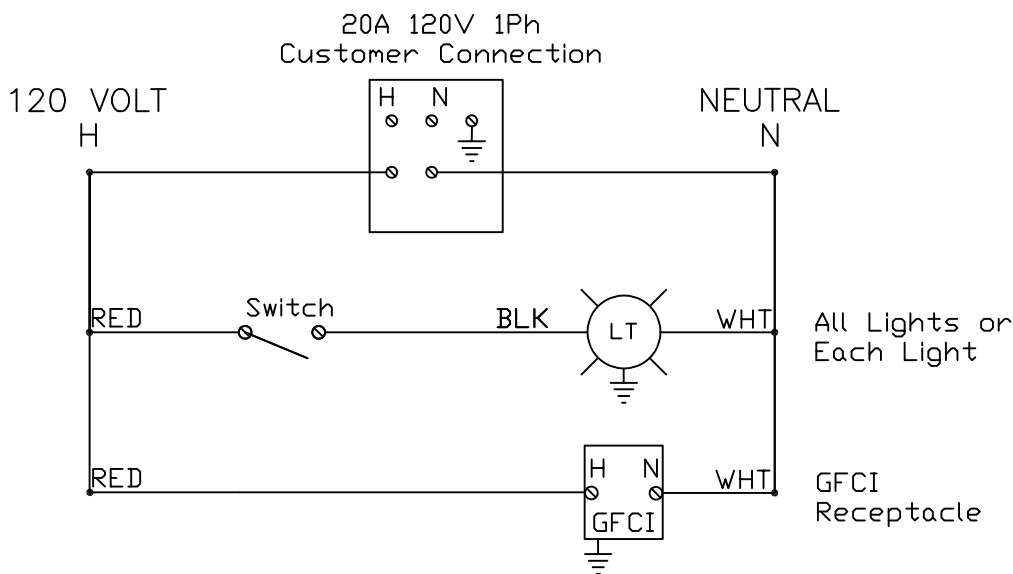 20A 120V 1Ph
Customer Connection
120 VOLT
H
H N
NEUTRAL
N
RED
Switch
BLK
LT
WHT
All Lights or
Each Light
RED
H N
GFCI
WHT
GFCI
Receptacle